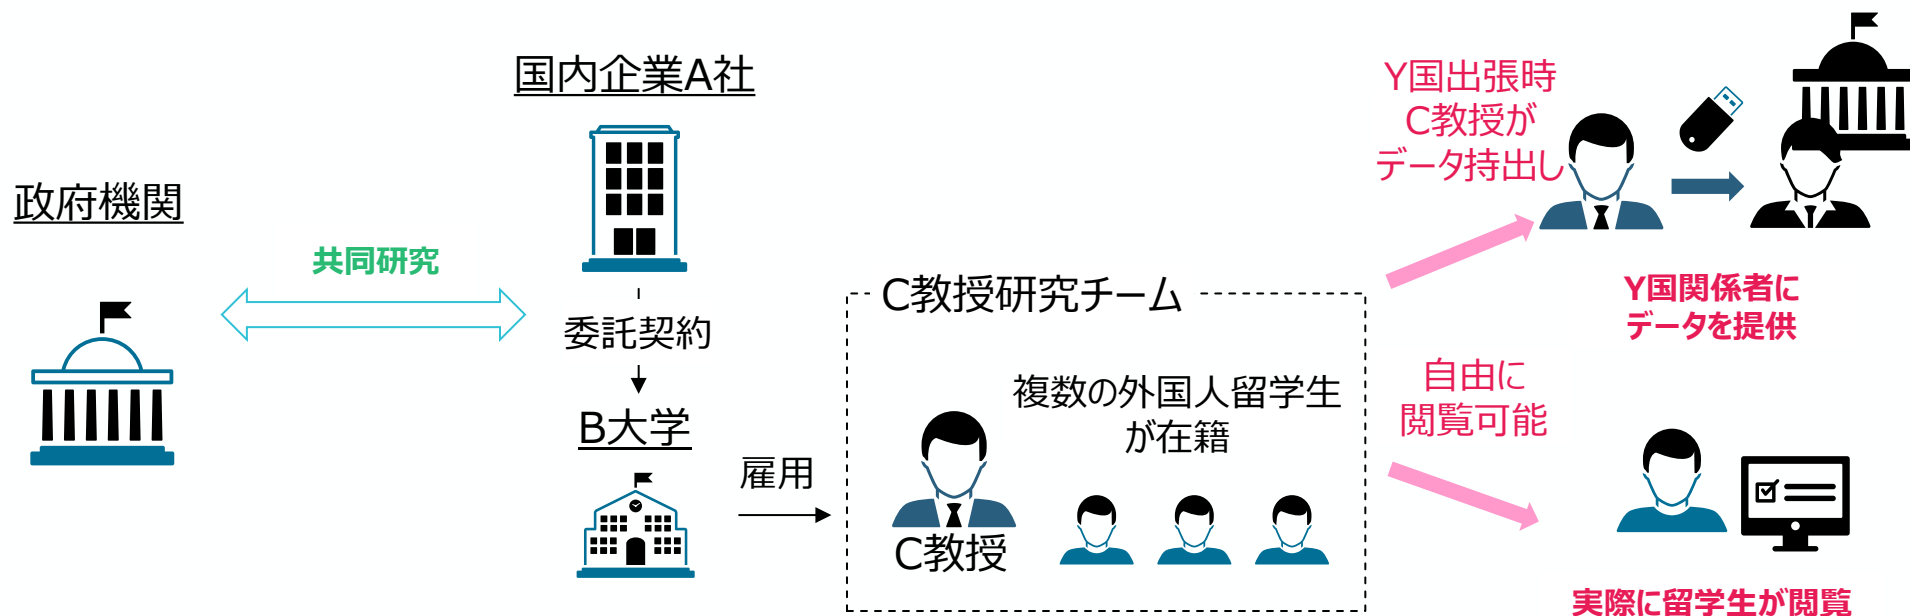 政府機関
共同研究
国内企業A社
委託契約
B大学
雇用
C教授研究チーム
複数の外国人留学生
が在籍
C教授
Y国出張時
C教授が
データ持出し
Y国関係者に
データを提供
自由に
閲覧可能
実際に留学生が閲覧